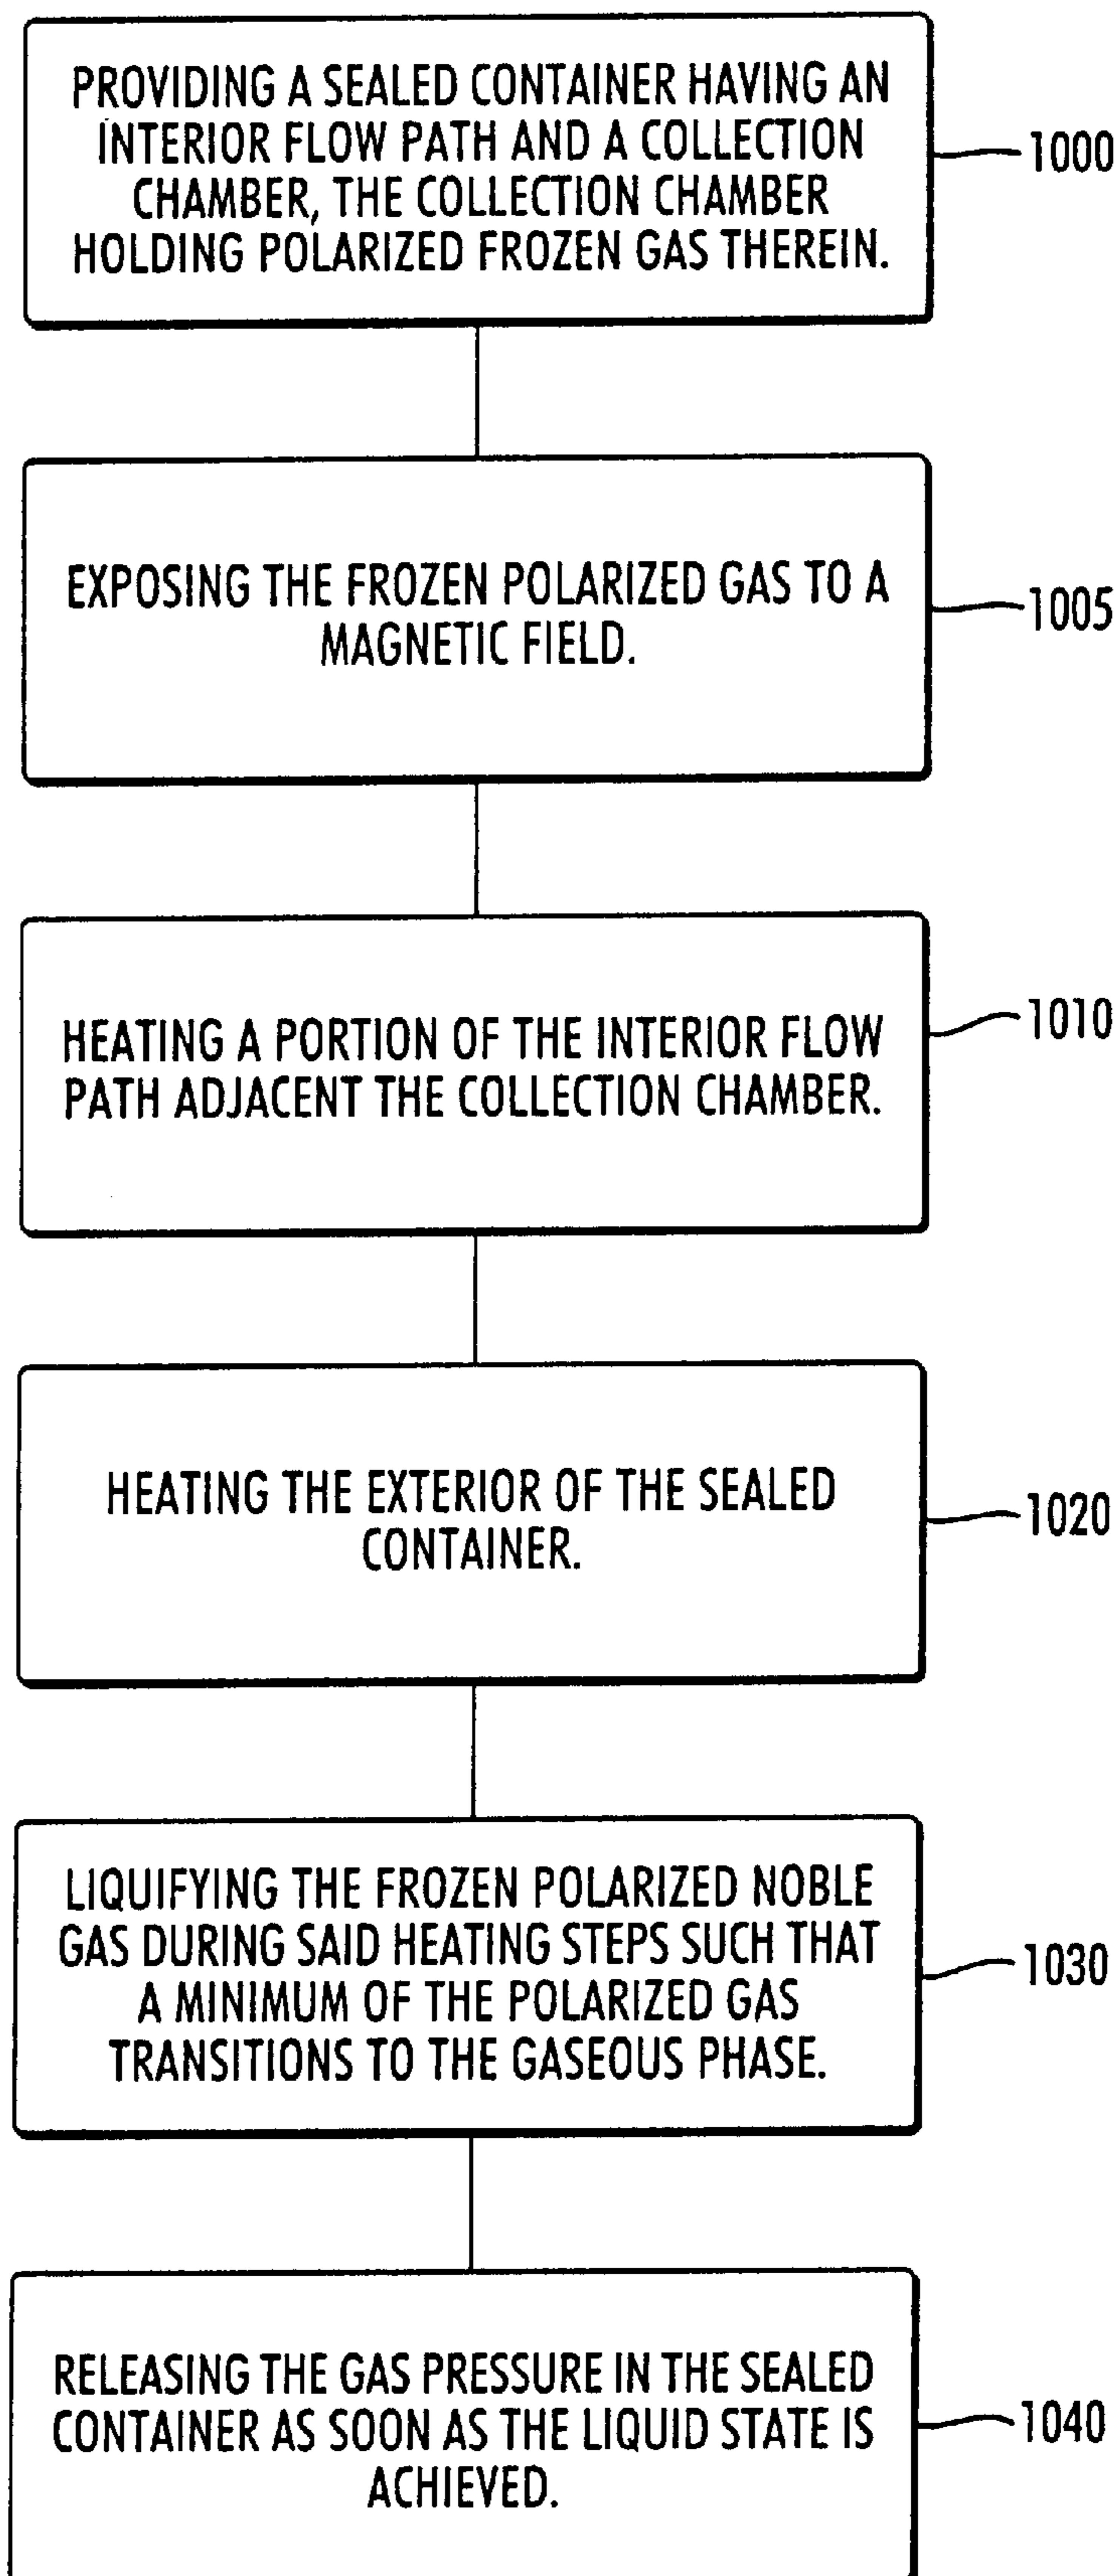 PROVIDING A SEALED CONTAINER HAVING AN
INTERIOR FLOW PATH AND A COLLECTION
CHAMBER, THE COLLECTION CHAMBER
HOLDING POLARIZED FROZEN GAS THEREIN.
1000
EXPOSING THE FROZEN POLARIZED GAS TO A
MAGNETIC FIELD.
1005
HEATING A PORTION OF THE INTERIOR FLOW
PATH ADJACENT THE COLLECTION CHAMBER.
1010
HEATING THE EXTERIOR OF THE SEALED
CONTAINER.
1020
LIQUIFYING THE FROZEN POLARIZED NOBLE
GAS DURING SAID HEATING STEPS SUCH THAT
A MINIMUM OF THE POLARIZED GAS
TRANSITIONS TO THE GASEOUS PHASE.
1030
RELEASING THE GAS PRESSURE IN THE SEALED
CONTAINER AS SOON AS THE LIQUID STATE IS
ACHIEVED.
1040